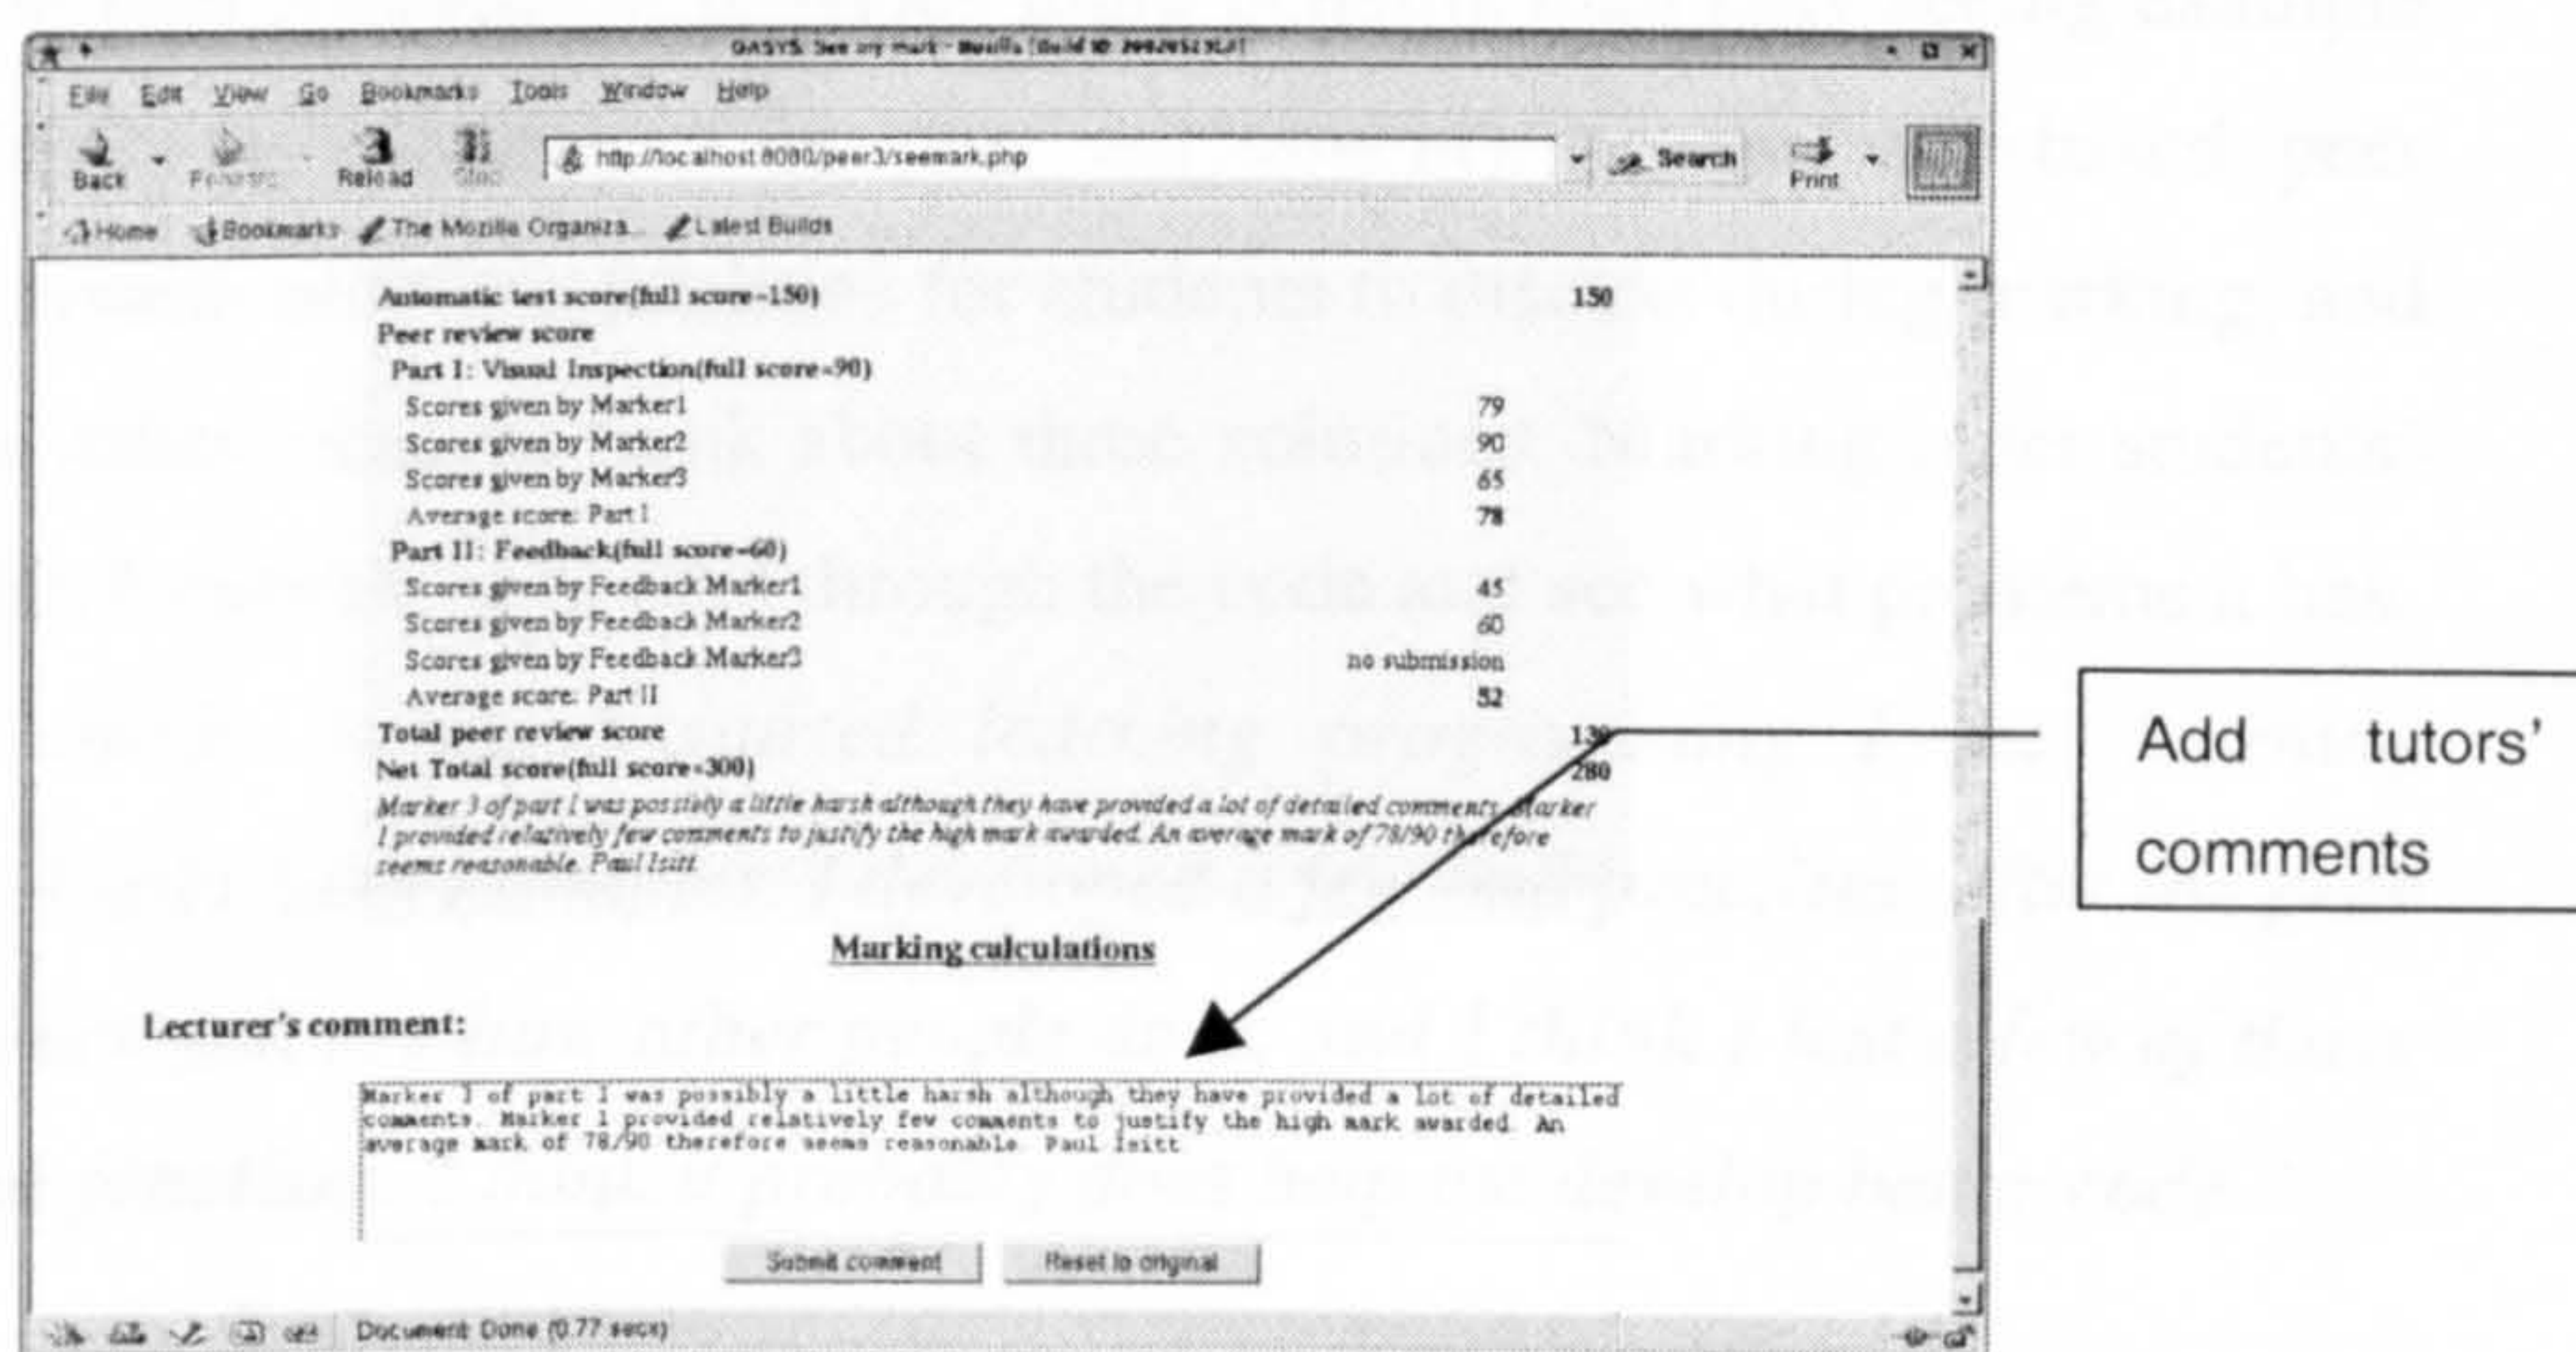 OASYS: See my mark - Mozilla
File Edit View Go Bookmarks Tools Window Help
Back Reload Stop http://localhost:8080/peer3/seemark.php Search Print
Home Bookmarks The Mozilla Organiza... Latest Builds
Automatic test score(full score=150) 150
Peer review score
Part I: Visual Inspection(full score=90)
Scores given by Marker1 79
Scores given by Marker2 90
Scores given by Marker3 65
Average score: Part I 78
Part II: Feedback(full score=60)
Scores given by Feedback Marker1 45
Scores given by Feedback Marker2 60
Scores given by Feedback Marker3 no submission
Average score: Part II 52
Total peer review score 130
Net Total score(full score=300) 280
Marker 3 of part I was possibly a little harsh although they have provided a lot of detailed comments. Marker
1 provided relatively few comments to justify the high mark awarded. An average mark of 78/90 therefore
seems reasonable. Paul Isitt.
Marking calculations
Lecturer's comment:
Marker 3 of part I was possibly a little harsh although they have provided a lot of detailed
comments. Marker 1 provided relatively few comments to justify the high mark awarded. An
average mark of 78/90 therefore seems reasonable. Paul Isitt
Submit comment Reset to original
Document: Done (0.77 secs)
Add tutors'
comments